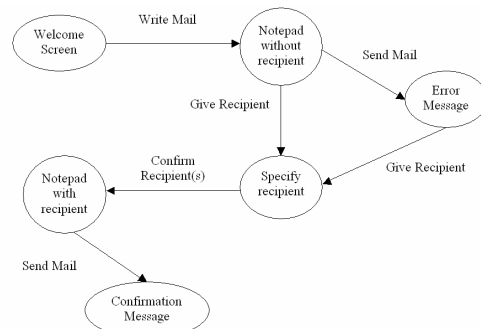 Write Mail
Welcome
Screen
Notepad
without
recipient
Send Mail
Error
Message
Give Recipient
Give Recipient
Confirm
Recipient(s)
Specify
recipient
Notepad
with
recipient
Send Mail
Confirmation
Message